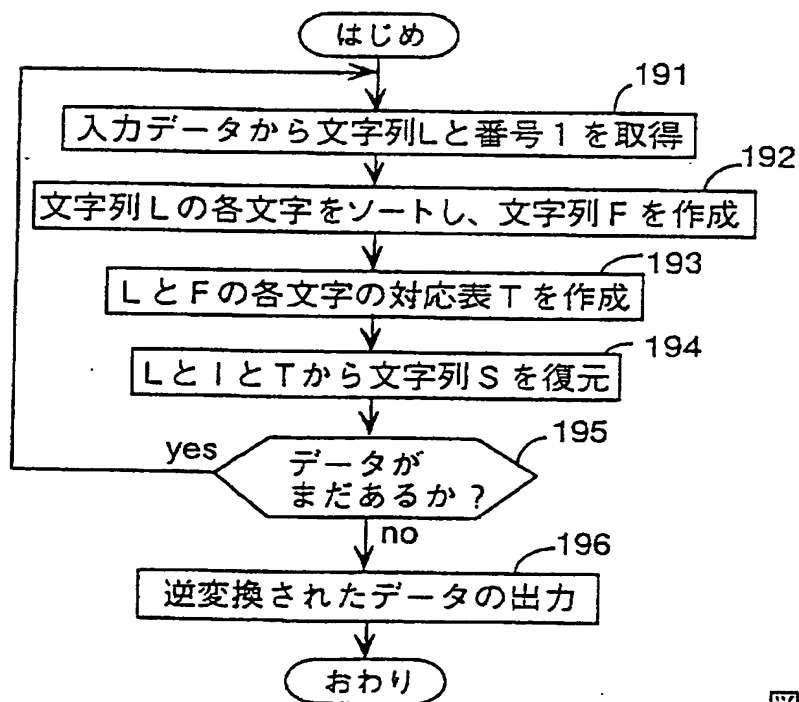 はじめ
191
入力データから文字列Lと番号1を取得
192
文字列Lの各文字をソートし、文字列Fを作成
193
LとFの各文字の対応表Tを作成
194
LとIとTから文字列Sを復元
195
yes
データが
まだあるか?
no
196
逆変換されたデータの出力
おわり
図